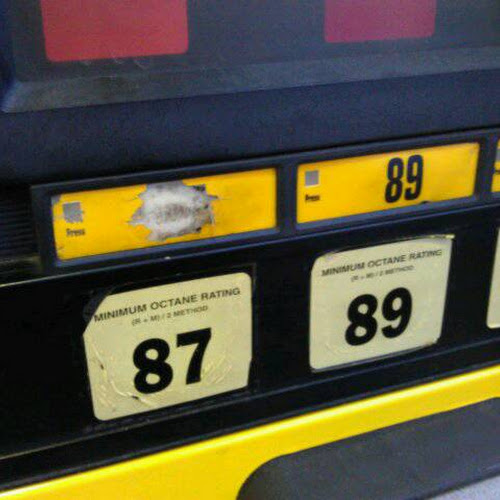 Press
Press
89
MINIMUM OCTANE RATING
(R + M) / 2 METHOD
87
MINIMUM OCTANE RATING
(R + M) / 2 METHOD
89